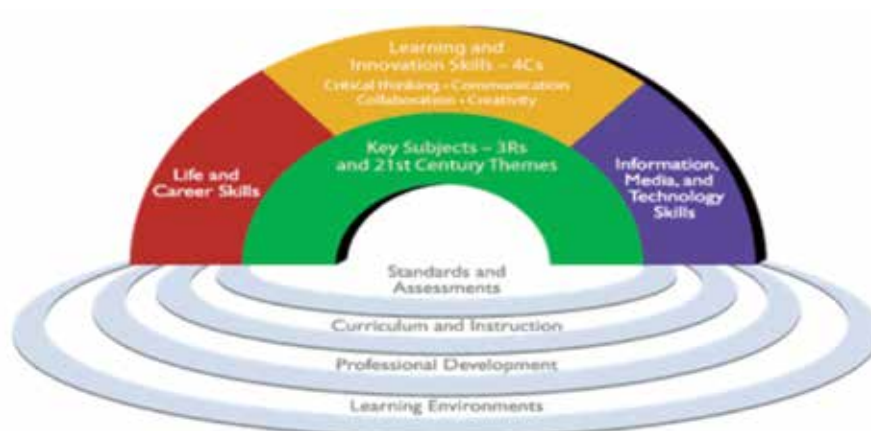 Learning and
Innovation Skills – 4Cs
Critical thinking • Communication
Collaboration • Creativity
Key Subjects – 3Rs
and 21st Century Themes
Life and
Career Skills
Information,
Media, and
Technology
Skills
Standards and
Assessments
Curriculum and Instruction
Professional Development
Learning Environments